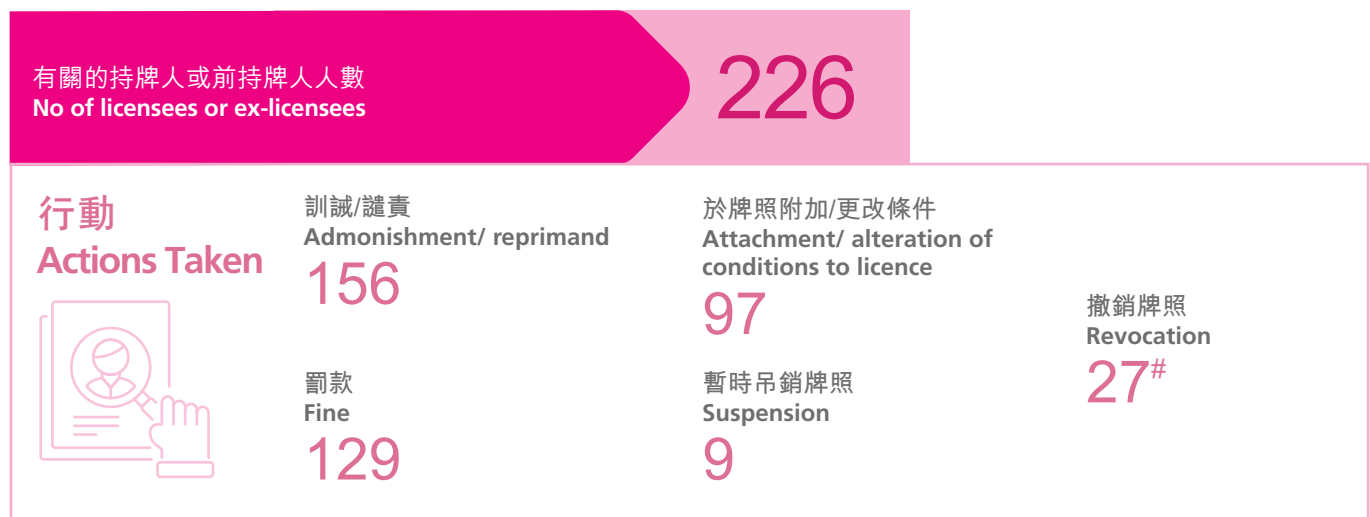 有關的持牌人或前持牌人人數
No of licensees or ex-licensees
226
行動
Actions Taken
訓誡/譴責
Admonishment/ reprimand
156
罰款
Fine
129
於牌照附加/更改條件
Attachment/ alteration of
conditions to licence
97
暫時吊銷牌照
Suspension
9
撤銷牌照
Revocation
27#